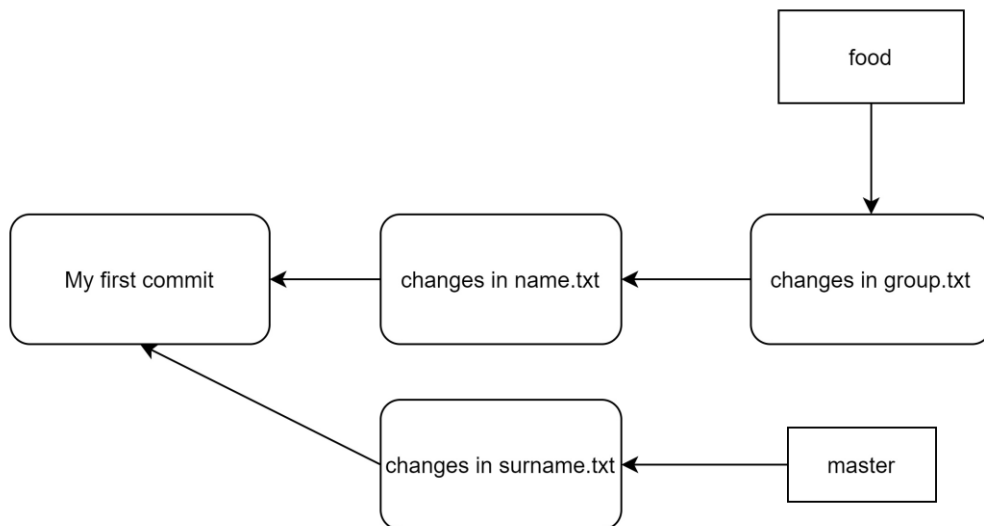 food
My first commit
changes in name.txt
changes in group.txt
changes in surname.txt
master